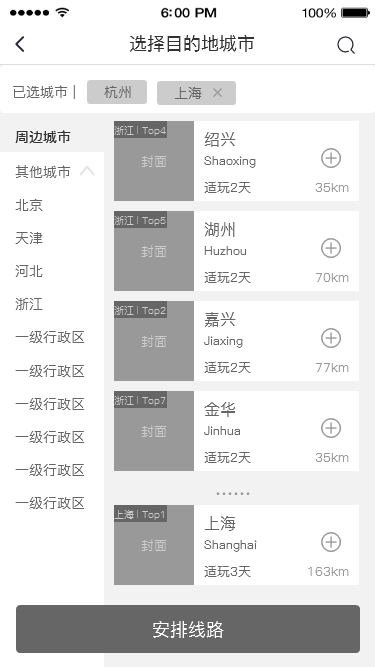 6:00 PM
100%
选择目的地城市
已选城市 | 杭州 上海 ×
周边城市
其他城市
北京
天津
河北
浙江
一级行政区
一级行政区
一级行政区
一级行政区
一级行政区
一级行政区
浙江 | Top4
封面
绍兴
Shaoxing
适玩2天 35km
浙江 | Top5
封面
湖州
Huzhou
适玩2天 70km
浙江 | Top2
封面
嘉兴
Jiaxing
适玩2天 77km
浙江 | Top7
封面
金华
Jinhua
适玩2天 35km
······
上海 | Top1
封面
上海
Shanghai
适玩3天 163km
安排线路